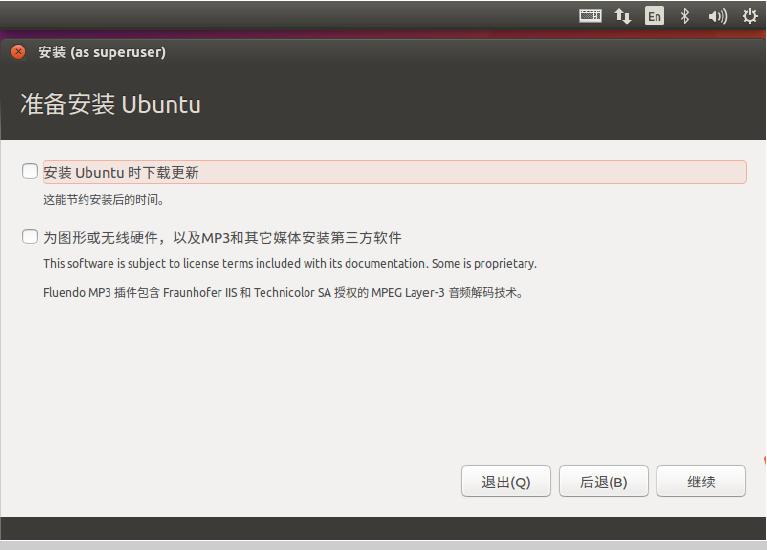 En
安装 (as superuser)
准备安装 Ubuntu
安装 Ubuntu 时下载更新
这能节约安装后的时间。
为图形或无线硬件，以及MP3和其它媒体安装第三方软件
This software is subject to license terms included with its documentation. Some is proprietary.
Fluendo MP3 插件包含 Fraunhofer IIS 和 Technicolor SA 授权的 MPEG Layer-3 音频解码技术。
退出(Q) 后退(B) 继续